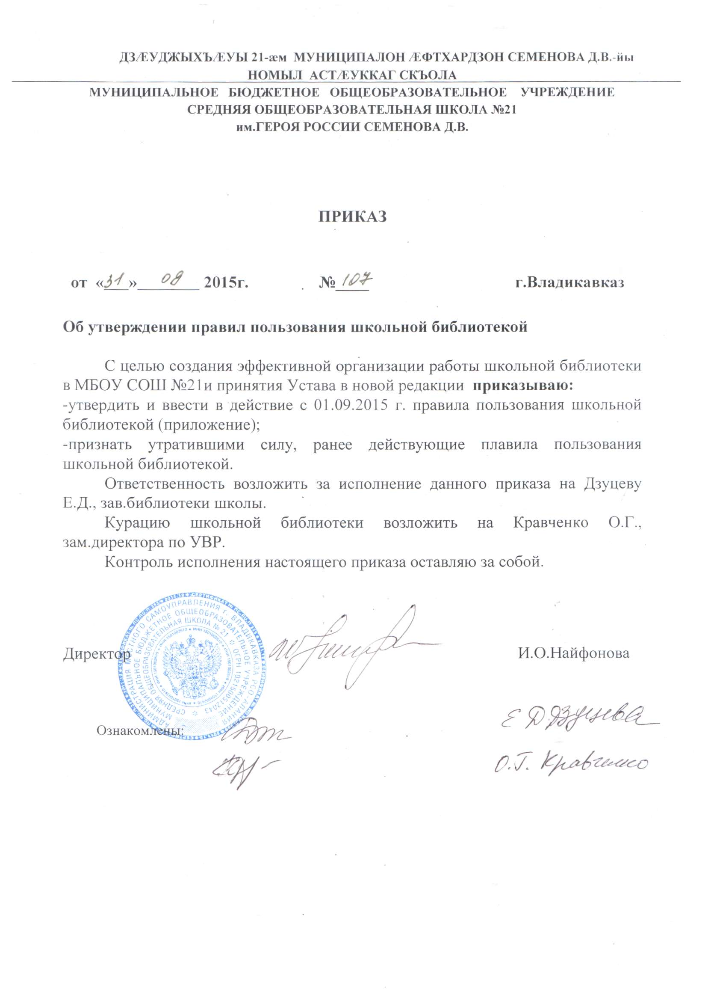 ДЗÆУДЖЫХЪÆУЫ 21-æм МУНИЦИПАЛОН ÆФТХАРДЗОН СЕМЕНОВА Д.В.-йы
НОМЫЛ АСТÆУККАГ СКЪОЛА
МУНИЦИПАЛЬНОЕ БЮДЖЕТНОЕ ОБЩЕОБРАЗОВАТЕЛЬНОЕ УЧРЕЖДЕНИЕ
СРЕДНЯЯ ОБЩЕОБРАЗОВАТЕЛЬНАЯ ШКОЛА №21
им.ГЕРОЯ РОССИИ СЕМЕНОВА Д.В.
ПРИКАЗ
от «31» 08 2015г. № 107 г.Владикавказ
Об утверждении правил пользования школьной библиотекой
С целью создания эффективной организации работы школьной библиотеки
в МБОУ СОШ №21и принятия Устава в новой редакции приказываю:
-утвердить и ввести в действие с 01.09.2015 г. правила пользования школьной
библиотекой (приложение);
-признать утратившими силу, ранее действующие плавила пользования
школьной библиотекой.
Ответственность возложить за исполнение данного приказа на Дзуцеву
Е.Д., зав.библиотеки школы.
Курацию школьной библиотеки возложить на Кравченко О.Г.,
зам.директора по УВР.
Контроль исполнения настоящего приказа оставляю за собой.
АДМИНИСТРАЦИЯ МЕСТНОГО САМОУПРАВЛЕНИЯ г. ВЛАДИКАВКАЗА РСО-АЛАНИЯ
МУНИЦИПАЛЬНОЕ БЮДЖЕТНОЕ ОБЩЕОБРАЗОВАТЕЛЬНОЕ УЧРЕЖДЕНИЕ
СРЕДНЯЯ ОБЩЕОБРАЗОВАТЕЛЬНАЯ ШКОЛА № 21 * ОГРН 1021500512043 *
ИНН 1501002610
Директор И.О.Найфонова
Ознакомлены: Е Д Дзуцева
О.Г. Кравченко